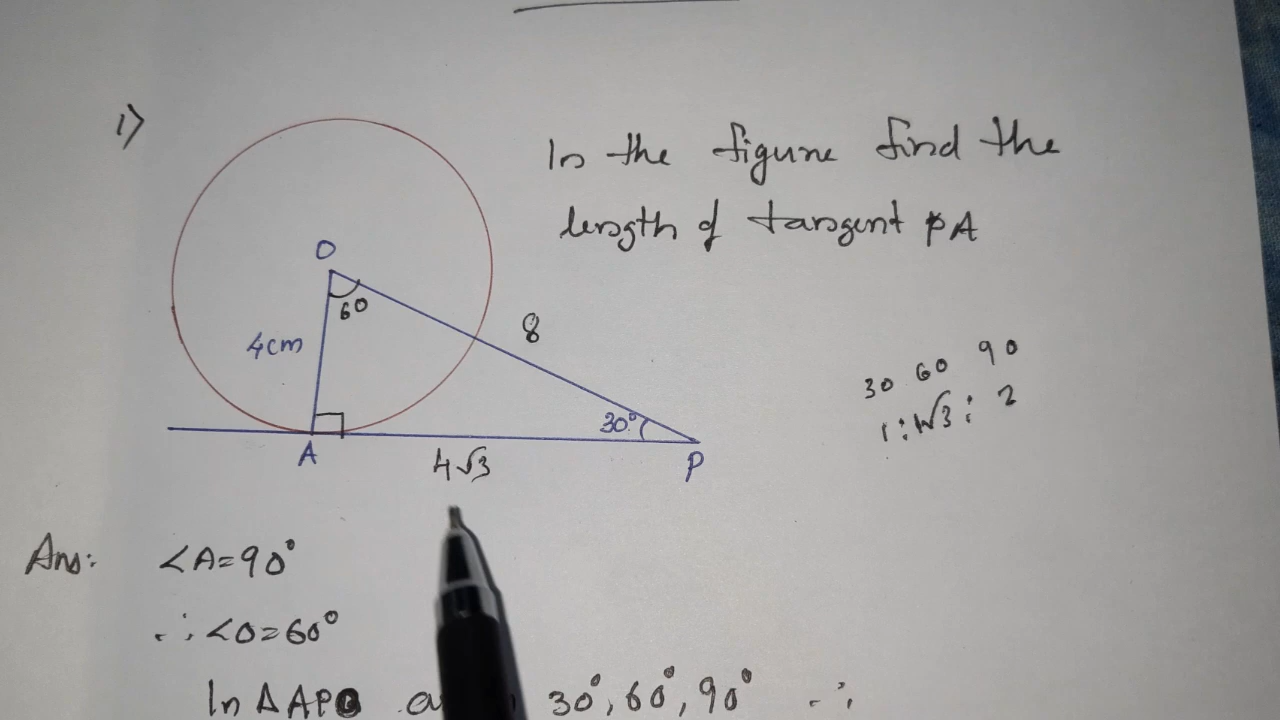 1)
In the figure find the
length of tangent PA
O
60
4cm
8
30°
A
4√3
P
30 60 90
1:√3: 2
Ans: <A=90°
∴ <O=60°
In ΔAPO 30°, 60°, 90° ∴